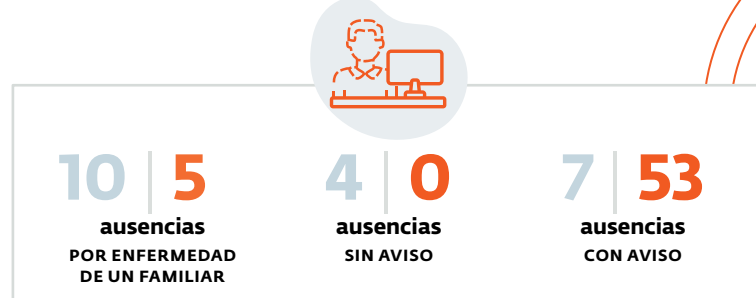 10 | 5
ausencias
POR ENFERMEDAD
DE UN FAMILIAR
4 | 0
ausencias
SIN AVISO
7 | 53
ausencias
CON AVISO